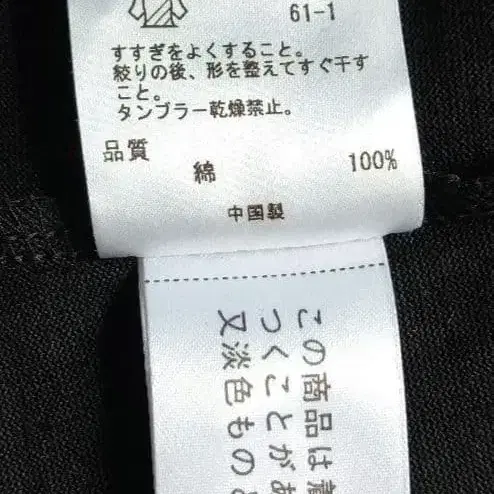 61-1
すすぎをよくすること。
絞りの後、形を整えてすぐ干す
こと。
タンブラー乾燥禁止。
品質
綿 100%
中国製
この商品は着
つくことがあ
又淡色もの